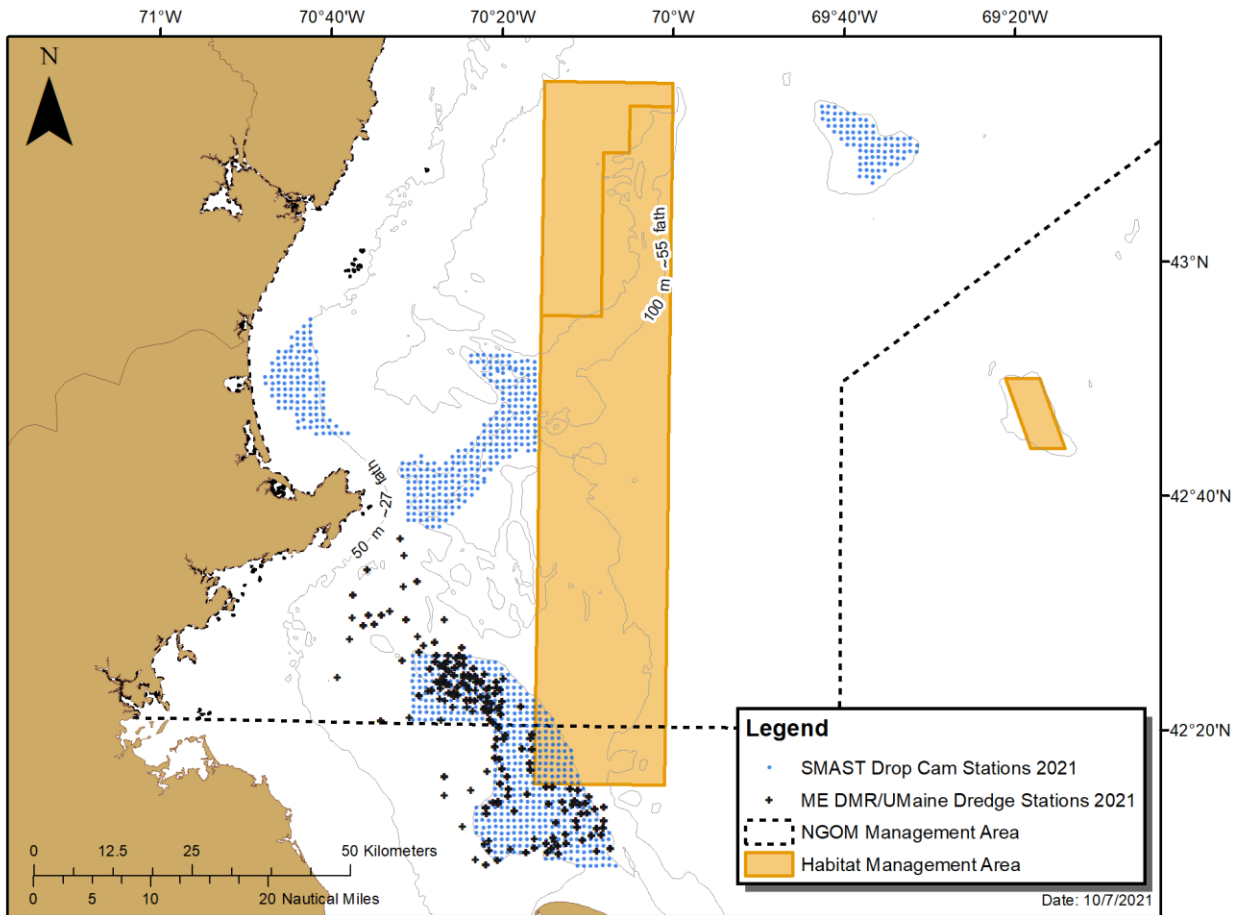 71°W 70°40'W 70°20'W 70°W 69°40'W 69°20'W
N
100 m ~55 fath
43°N
50 m ~27 fath
42°40'N
42°20'N
Legend
SMAST Drop Cam Stations 2021
ME DMR/UMaine Dredge Stations 2021
NGOM Management Area
Habitat Management Area
0 12.5 25 50 Kilometers
0 5 10 20 Nautical Miles
Date: 10/7/2021